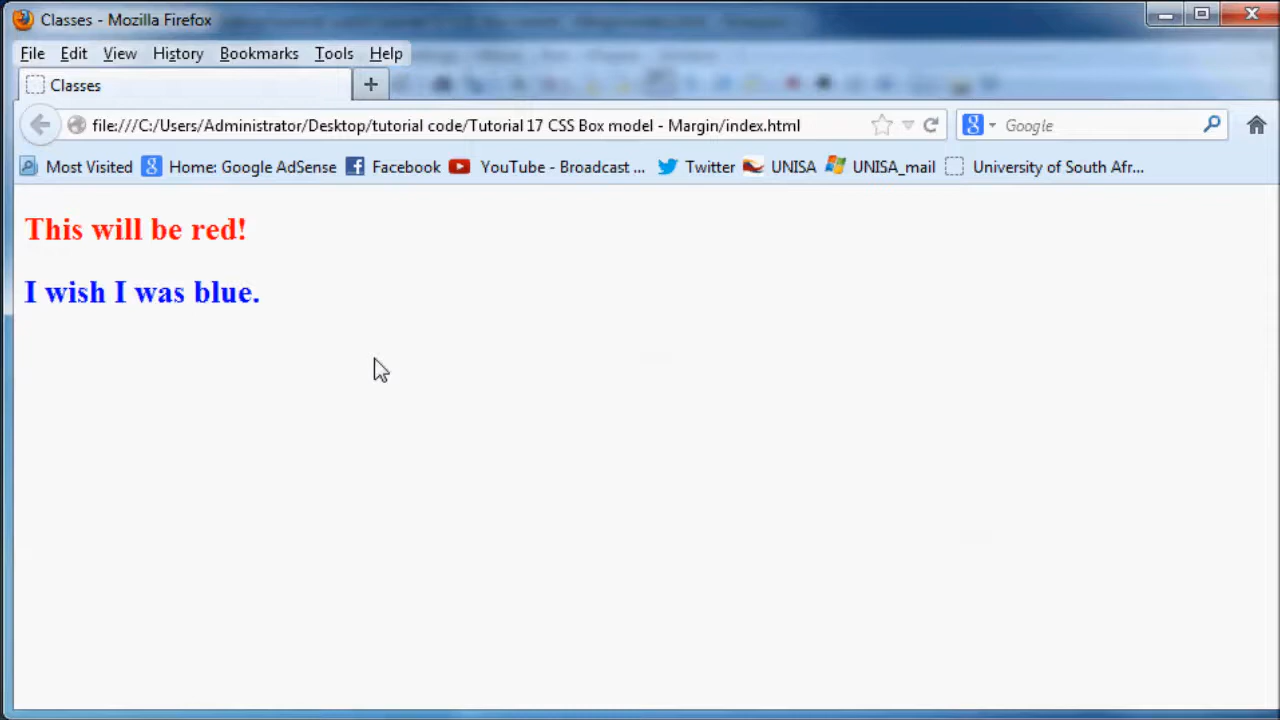 Classes - Mozilla Firefox
File Edit View History Bookmarks Tools Help
Classes +
file:///C:/Users/Administrator/Desktop/tutorial code/Tutorial 17 CSS Box model - Margin/index.html Google
Most Visited Home: Google AdSense Facebook YouTube - Broadcast ... Twitter UNISA UNISA_mail University of South Afr...
This will be red!
I wish I was blue.